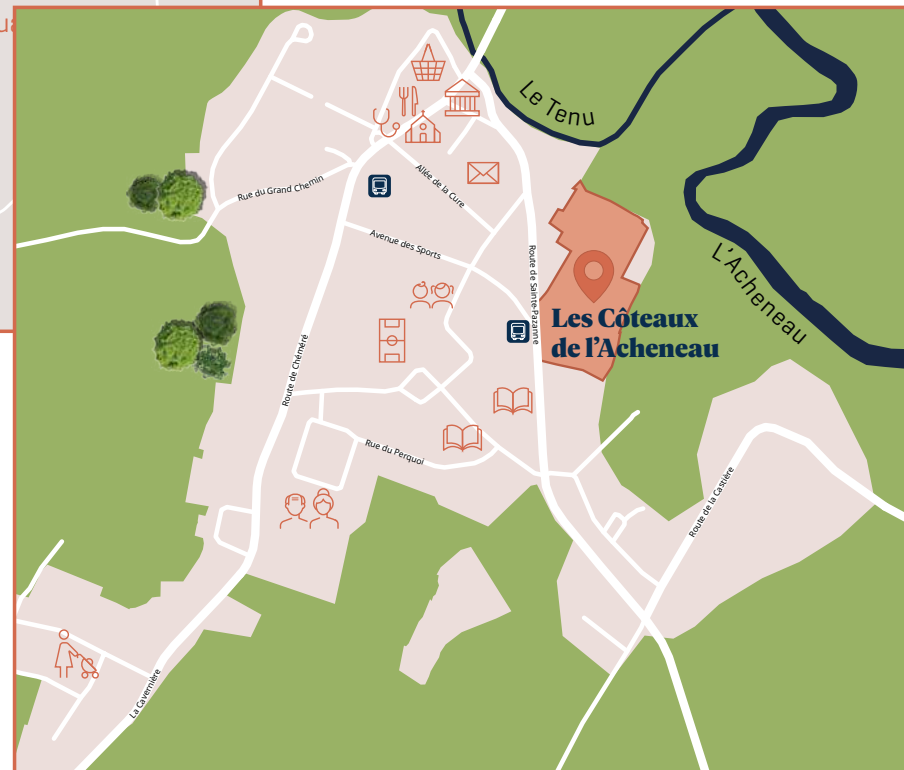 Le Tenu
Rue du Grand Chemin
Allée de la Cure
Avenue des Sports
Route de Sainte-Pazanne
L'Acheneau
Les Côteaux
de l'Acheneau
Route de Chéméré
Rue du Perquoi
Route de la Castière
La Cavernière